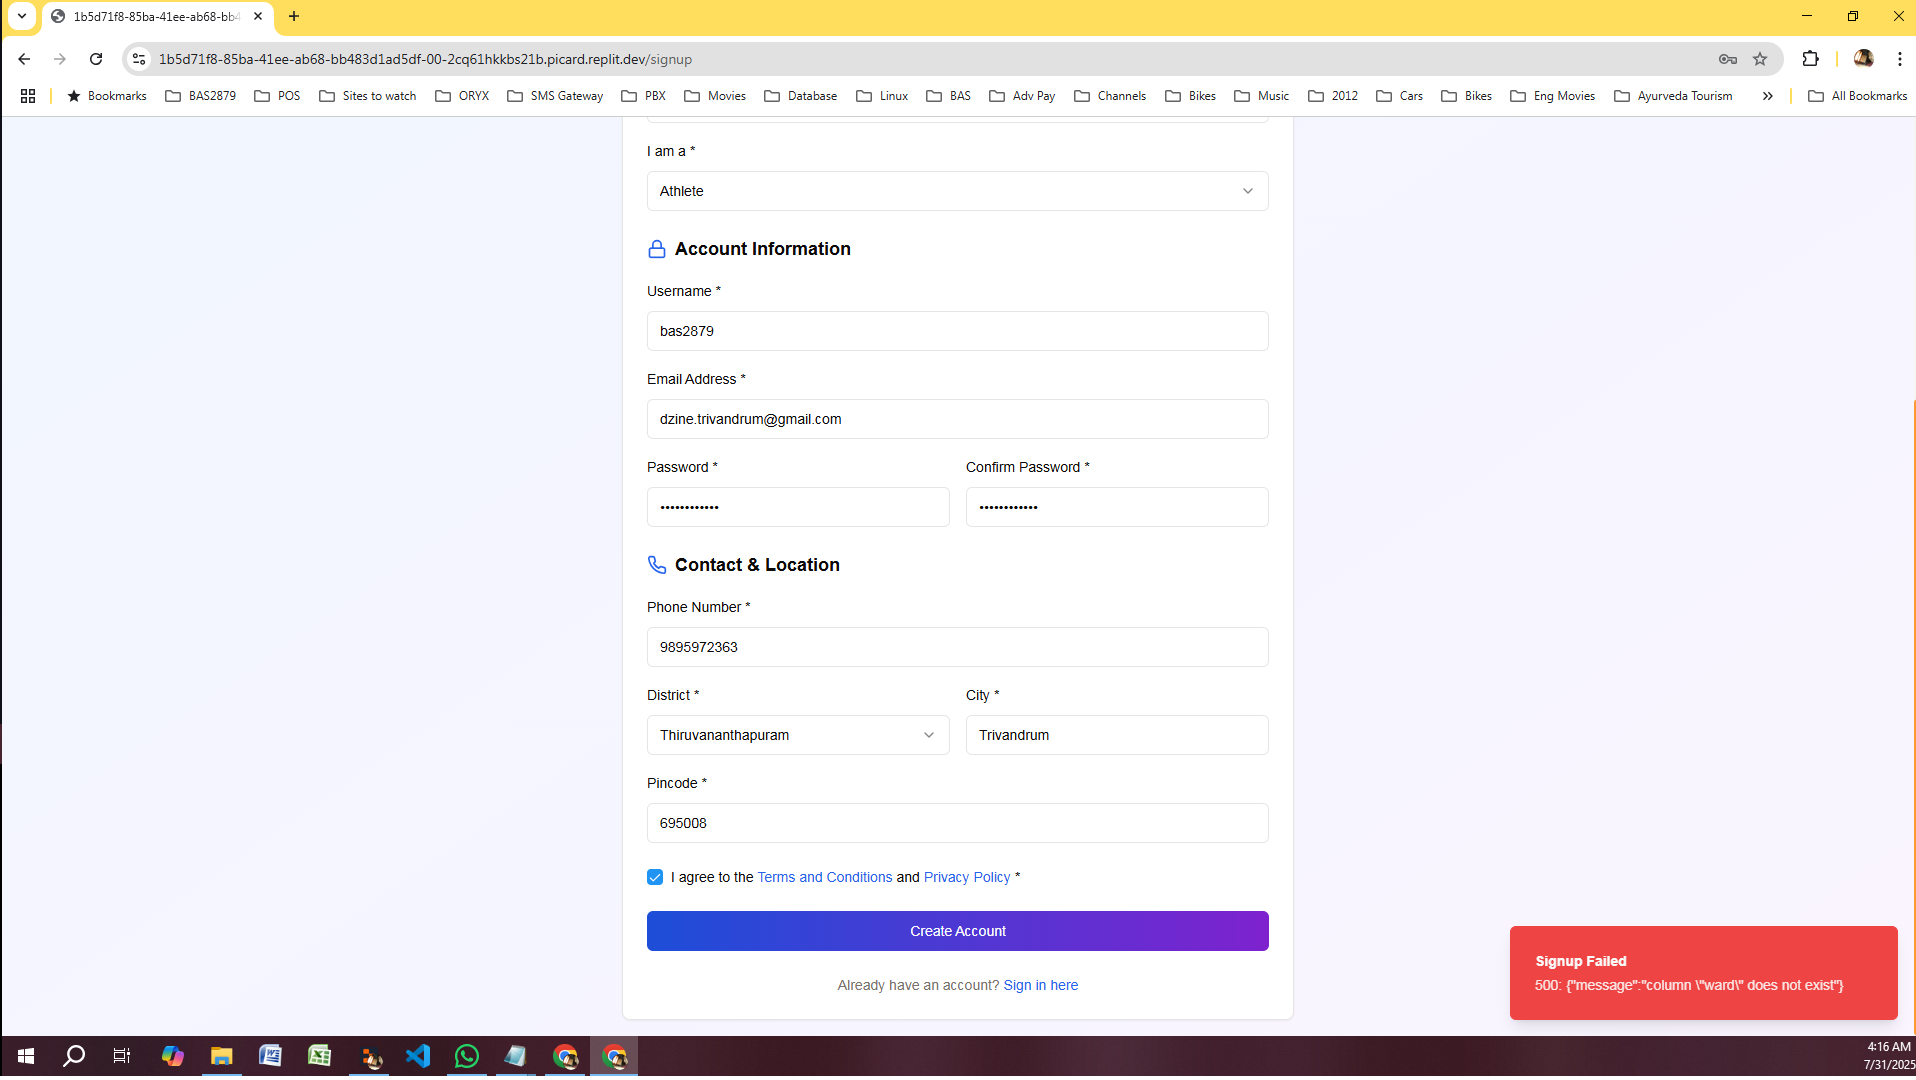 1b5d71f8-85ba-41ee-ab68-bb4
1b5d71f8-85ba-41ee-ab68-bb483d1ad5df-00-2cq61hkkbs21b.picard.replit.dev/signup
Bookmarks BAS2879 POS Sites to watch ORYX SMS Gateway PBX Movies Database Linux BAS Adv Pay Channels Bikes Music 2012 Cars Bikes Eng Movies Ayurveda Tourism » All Bookmarks
I am a *
Athlete
Account Information
Username *
bas2879
Email Address *
dzine.trivandrum@gmail.com
Password * Confirm Password *
•••••••••••• ••••••••••••
Contact & Location
Phone Number *
9895972363
District * City *
Thiruvananthapuram Trivandrum
Pincode *
695008
I agree to the Terms and Conditions and Privacy Policy *
Create Account
Already have an account? Sign in here
Signup Failed
500: {"message":"column \"ward\" does not exist"}
4:16 AM
7/31/2025